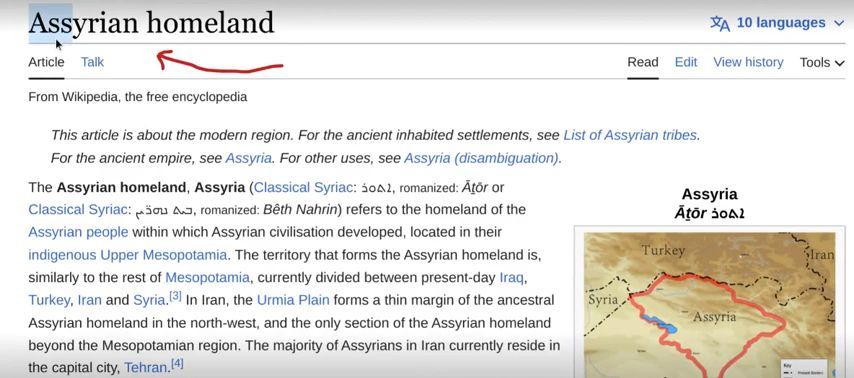 Assyrian homeland
10 languages
Article Talk Read Edit View history Tools
From Wikipedia, the free encyclopedia
This article is about the modern region. For the ancient inhabited settlements, see List of Assyrian tribes.
For the ancient empire, see Assyria. For other uses, see Assyria (disambiguation).
The Assyrian homeland, Assyria (Classical Syriac: ܐܬܘܪ, romanized: Āṯōr or
Classical Syriac: ܒܝܬ ܢܗܪ̈ܝܢ, romanized: Bêth Nahrin) refers to the homeland of the
Assyrian people within which Assyrian civilisation developed, located in their
indigenous Upper Mesopotamia. The territory that forms the Assyrian homeland is,
similarly to the rest of Mesopotamia, currently divided between present-day Iraq,
Turkey, Iran and Syria.[3] In Iran, the Urmia Plain forms a thin margin of the ancestral
Assyrian homeland in the north-west, and the only section of the Assyrian homeland
beyond the Mesopotamian region. The majority of Assyrians in Iran currently reside in
the capital city, Tehran.[4]
Assyria
Āṯōr ܐܬܘܪ
Turkey
Iran
Syria
Assyria
Key